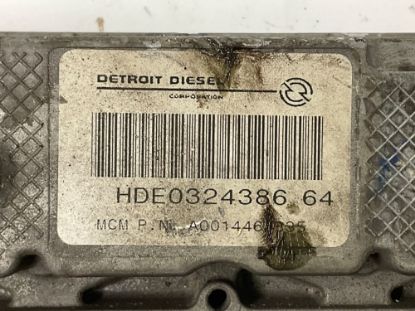 DETROIT DIESEL
CORPORATION
HDE0324386 64
MCM P.N.